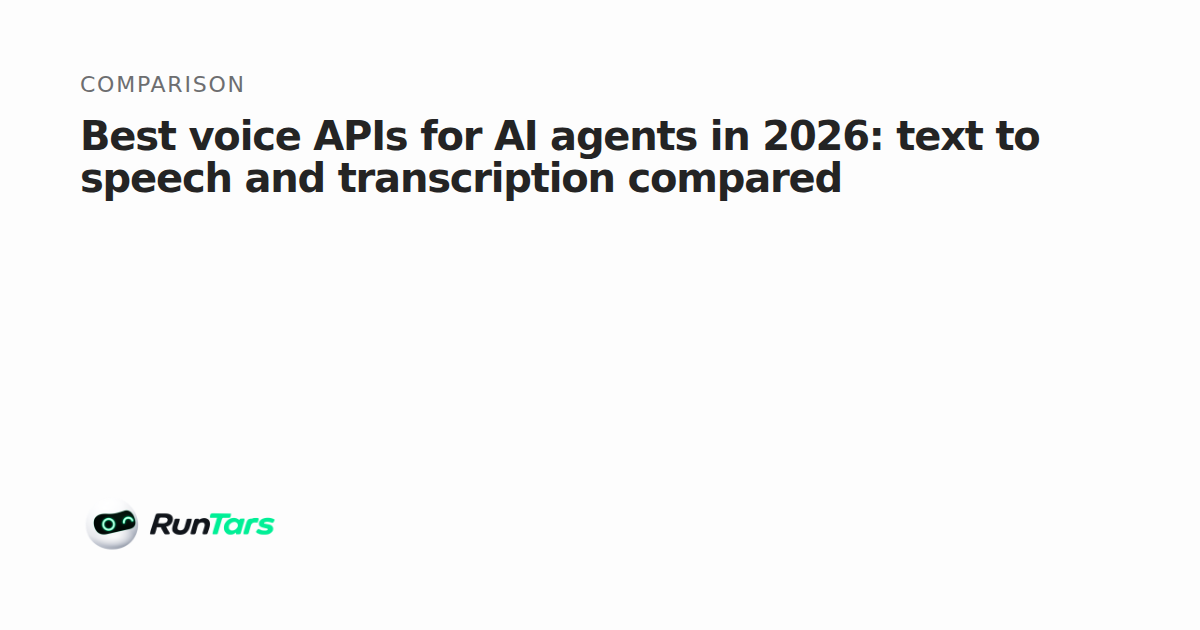 COMPARISON
Best voice APIs for AI agents in 2026: text to
speech and transcription compared
RunTars